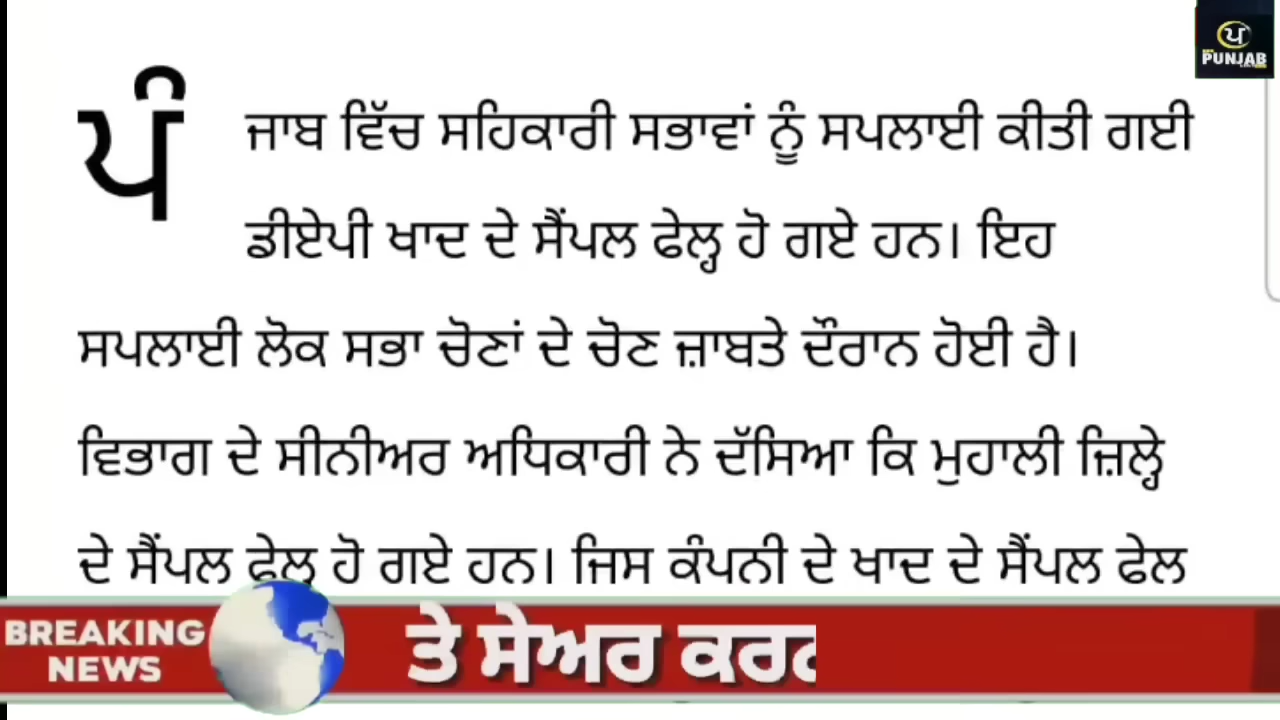 ਪ
PUNJAB
ਪੰਜਾਬ ਵਿੱਚ ਸਹਿਕਾਰੀ ਸਭਾਵਾਂ ਨੂੰ ਸਪਲਾਈ ਕੀਤੀ ਗਈ
ਡੀਏਪੀ ਖਾਦ ਦੇ ਸੈਂਪਲ ਫੇਲ੍ਹ ਹੋ ਗਏ ਹਨ। ਇਹ
ਸਪਲਾਈ ਲੋਕ ਸਭਾ ਚੋਣਾਂ ਦੇ ਚੋਣ ਜ਼ਾਬਤੇ ਦੌਰਾਨ ਹੋਈ ਹੈ।
ਵਿਭਾਗ ਦੇ ਸੀਨੀਅਰ ਅਧਿਕਾਰੀ ਨੇ ਦੱਸਿਆ ਕਿ ਮੁਹਾਲੀ ਜ਼ਿਲ੍ਹੇ
ਦੇ ਸੈਂਪਲ ਫੇਲ੍ਹ ਹੋ ਗਏ ਹਨ। ਜਿਸ ਕੰਪਨੀ ਦੇ ਖਾਦ ਦੇ ਸੈਂਪਲ ਫੇਲ
BREAKING
NEWS
ਤੇ ਸ਼ੇਅਰ